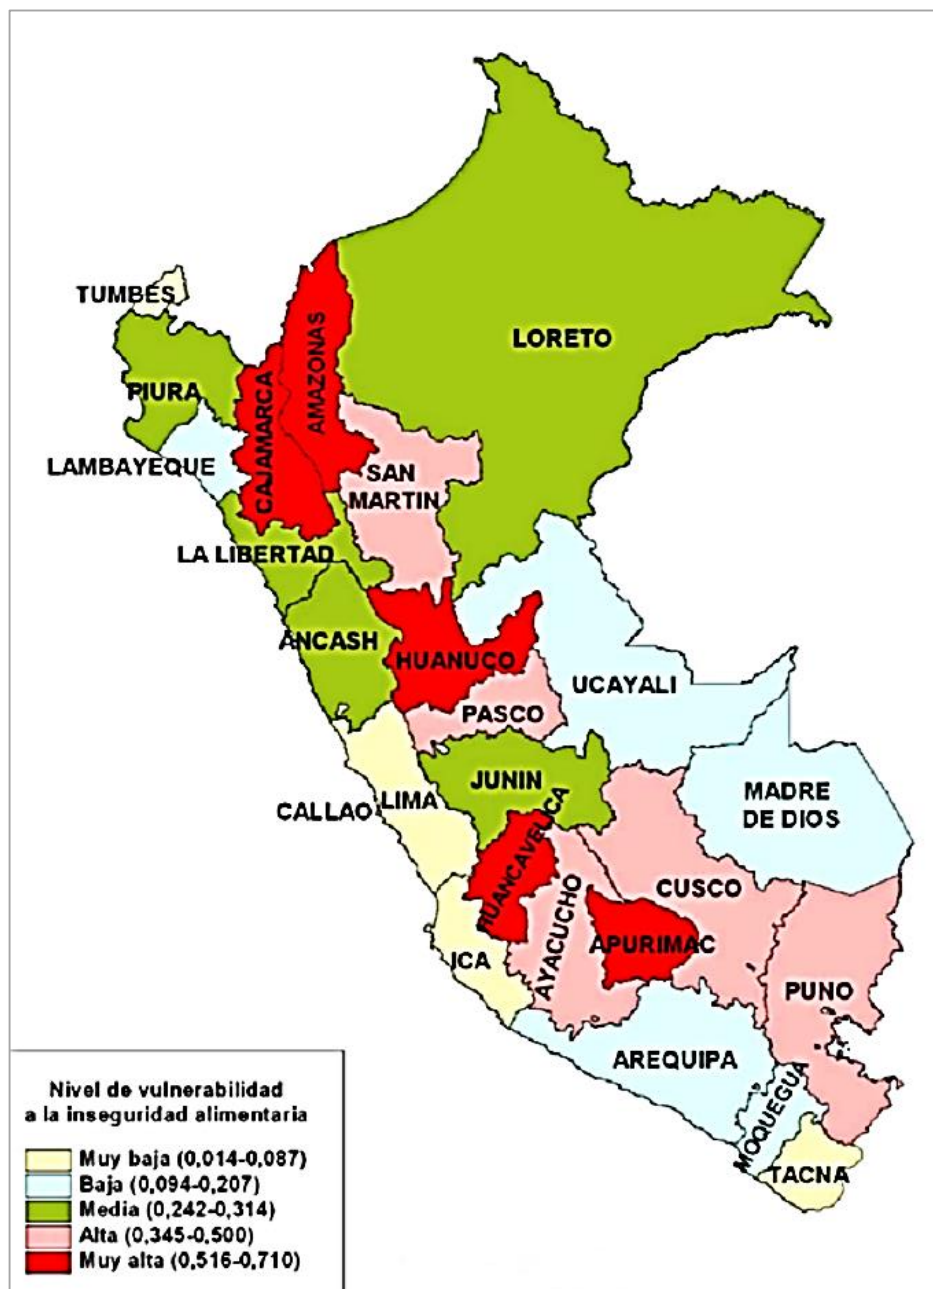 TUMBES
LORETO
PIURA
AMAZONAS
CAJAMARCA
LAMBAYEQUE
SAN
MARTIN
LA LIBERTAD
ANCASH
HUANUCO
UCAYALI
PASCO
JUNIN
MADRE
DE DIOS
CALLAO
LIMA
HUANCAVELICA
CUSCO
AYACUCHO
APURIMAC
ICA
PUNO
AREQUIPA
MOQUEGUA
TACNA
Nivel de vulnerabilidad
a la inseguridad alimentaria
Muy baja (0,014-0,087)
Baja (0,094-0,207)
Media (0,242-0,314)
Alta (0,345-0,500)
Muy alta (0,516-0,710)